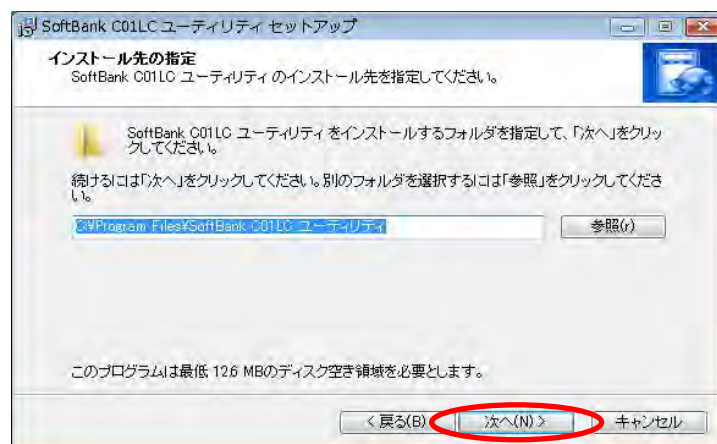 SoftBank C01LC ユーティリティ セットアップ
インストール先の指定
SoftBank C01LC ユーティリティ のインストール先を指定してください。
SoftBank C01LC ユーティリティ をインストールするフォルダを指定して、「次へ」をクリッ
クしてください。
続けるには「次へ」をクリックしてください。別のフォルダを選択するには「参照」をクリックしてくださ
い。
C:¥Program Files¥SoftBank C01LC ユーティリティ
参照(r)
このプログラムは最低 12.6 MBのディスク空き領域を必要とします。
< 戻る(B)
次へ(N) >
キャンセル